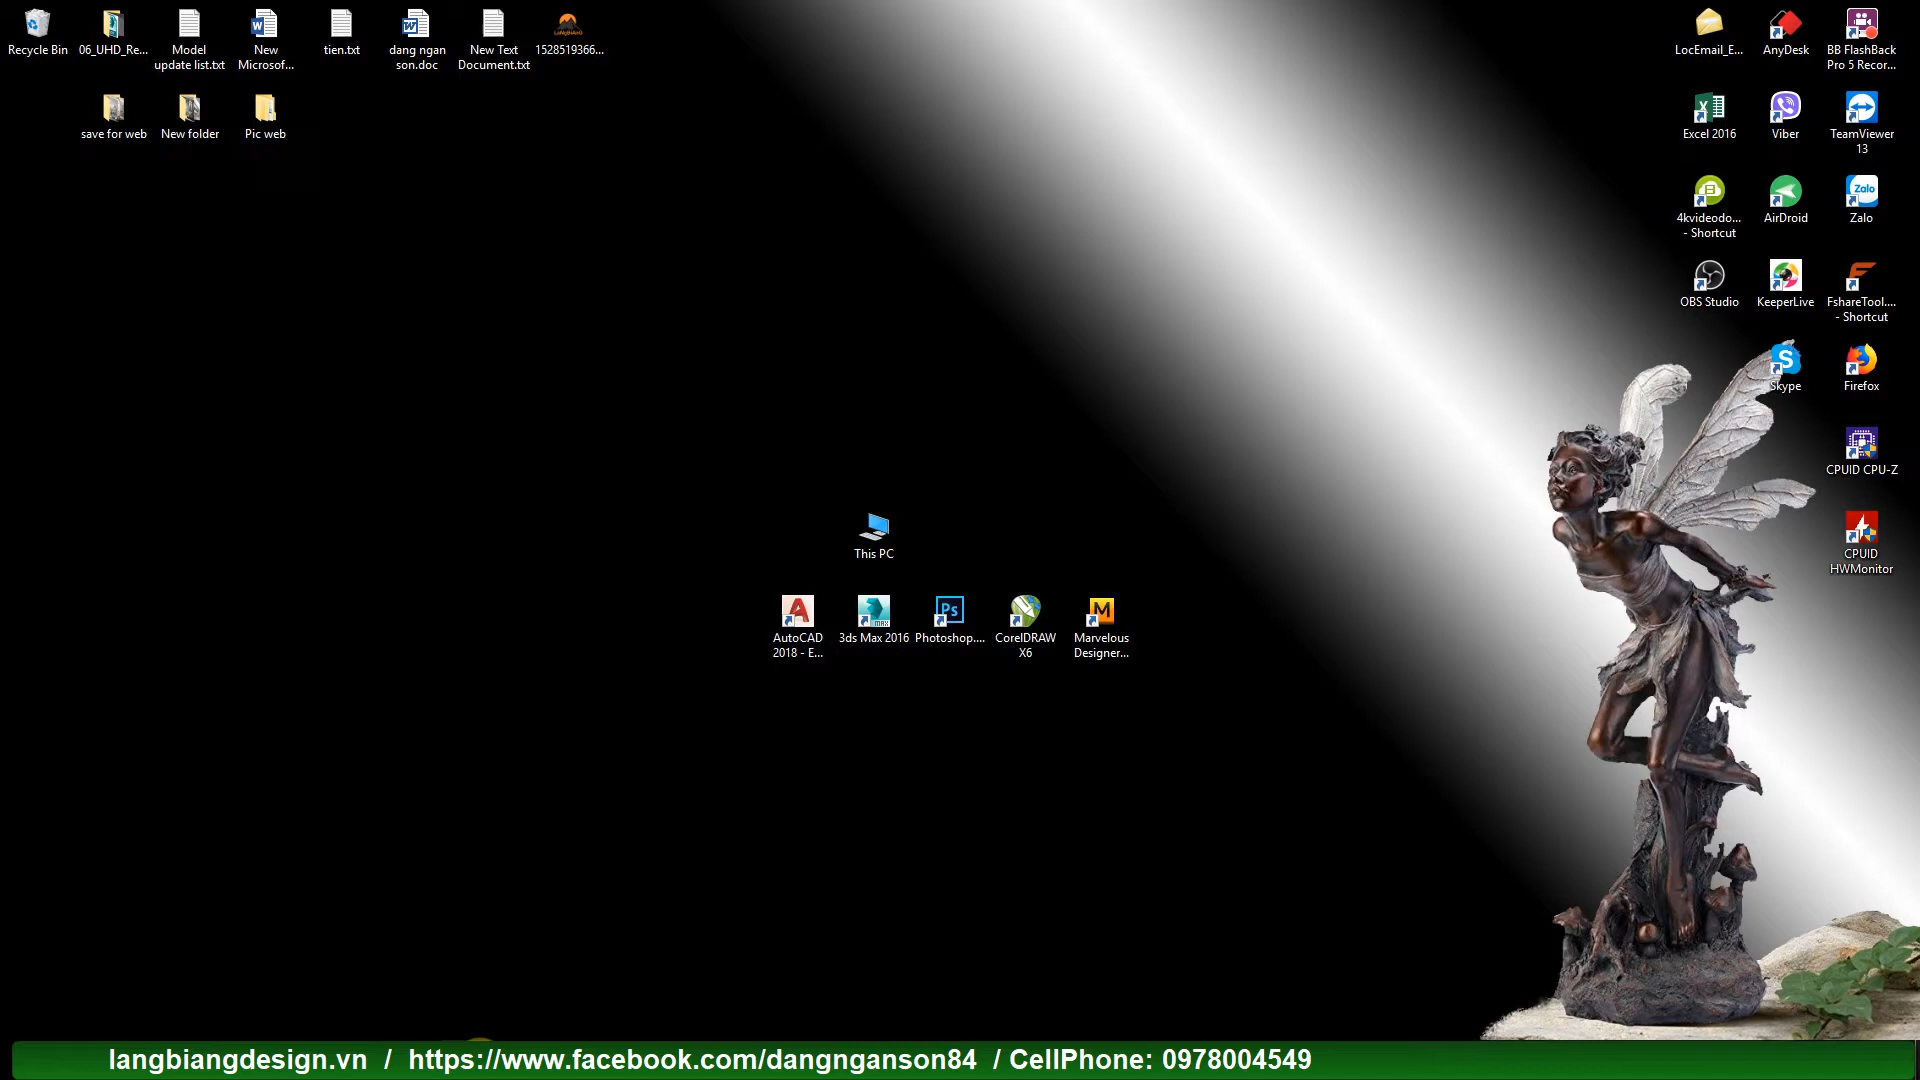 Recycle Bin
06_UHD_Re...
Model
update list.txt
New
Microsof...
tien.txt
dang ngan
son.doc
New Text
Document.txt
1528519366...
save for web
New folder
Pic web
LocEmail_E...
AnyDesk
BB FlashBack
Pro 5 Recor...
Excel 2016
Viber
TeamViewer
13
4kvideodo...
- Shortcut
AirDroid
Zalo
OBS Studio
KeeperLive
FshareTool....
- Shortcut
Skype
Firefox
CPUID CPU-Z
CPUID
HWMonitor
This PC
AutoCAD
2018 - E...
3ds Max 2016
Photoshop....
CorelDRAW
X6
Marvelous
Designer...
langbiangdesign.vn / https://www.facebook.com/dangnganson84 / CellPhone: 0978004549